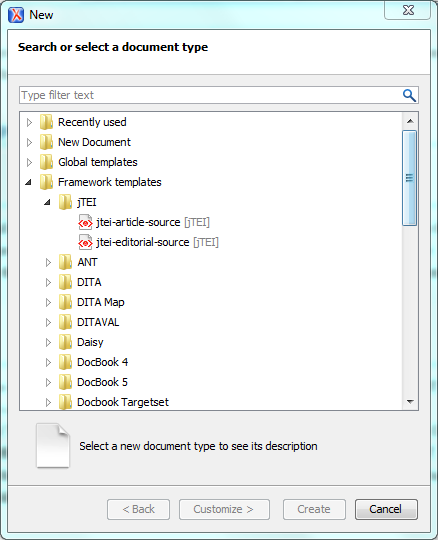 New
Search or select a document type
Type filter text
Recently used
New Document
Global templates
Framework templates
jTEI
jtei-article-source [jTEI]
jtei-editorial-source [jTEI]
ANT
DITA
DITA Map
DITAVAL
Daisy
DocBook 4
DocBook 5
Docbook Targetset
Select a new document type to see its description
< Back
Customize >
Create
Cancel